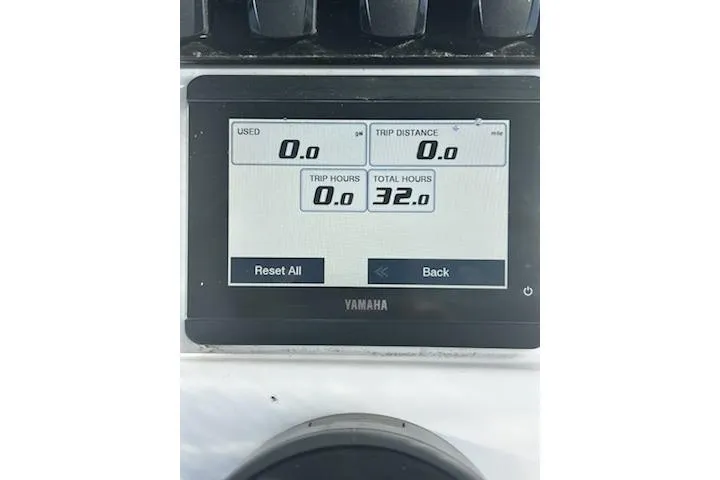 USED gal TRIP DISTANCE mile
0.0 0.0
TRIP HOURS TOTAL HOURS
0.0 32.0
Reset All Back
YAMAHA